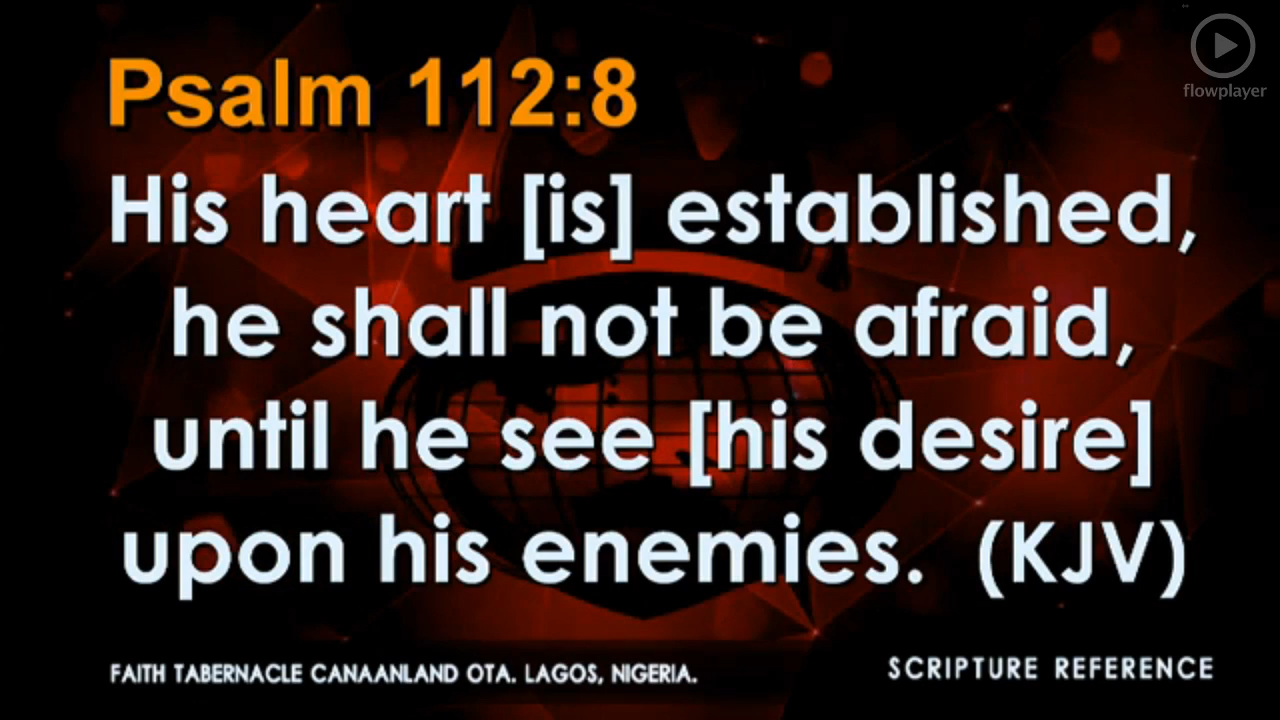 flowplayer
Psalm 112:8
His heart [is] established,
he shall not be afraid,
until he see [his desire]
upon his enemies. (KJV)
FAITH TABERNACLE CANAANLAND OTA. LAGOS, NIGERIA.
SCRIPTURE REFERENCE